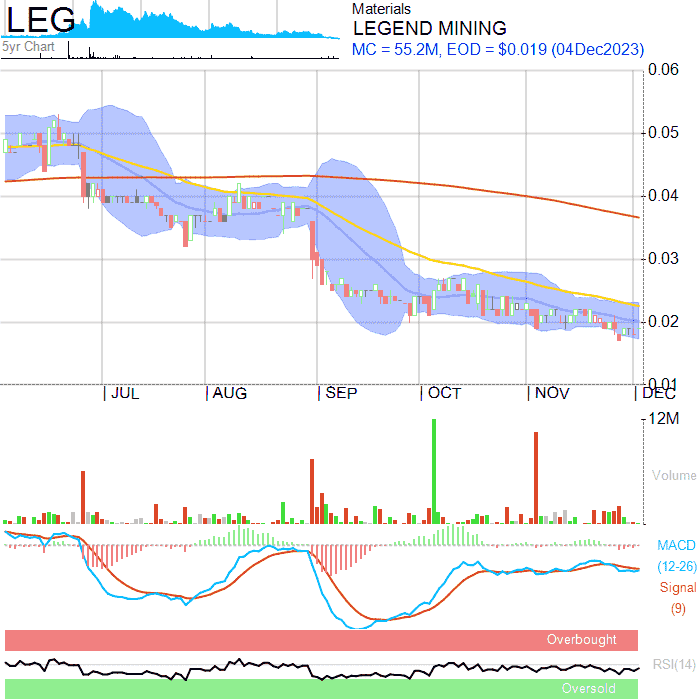 LEG
Materials
LEGEND MINING
MC = 55.2M, EOD = $0.019 (04Dec2023)
5yr Chart
0.06
0.05
0.04
0.03
0.02
0.01
JUL AUG SEP OCT NOV DEC
12M
Volume
MACD
(12-26)
Signal
(9)
Overbought
RSI(14)
Oversold